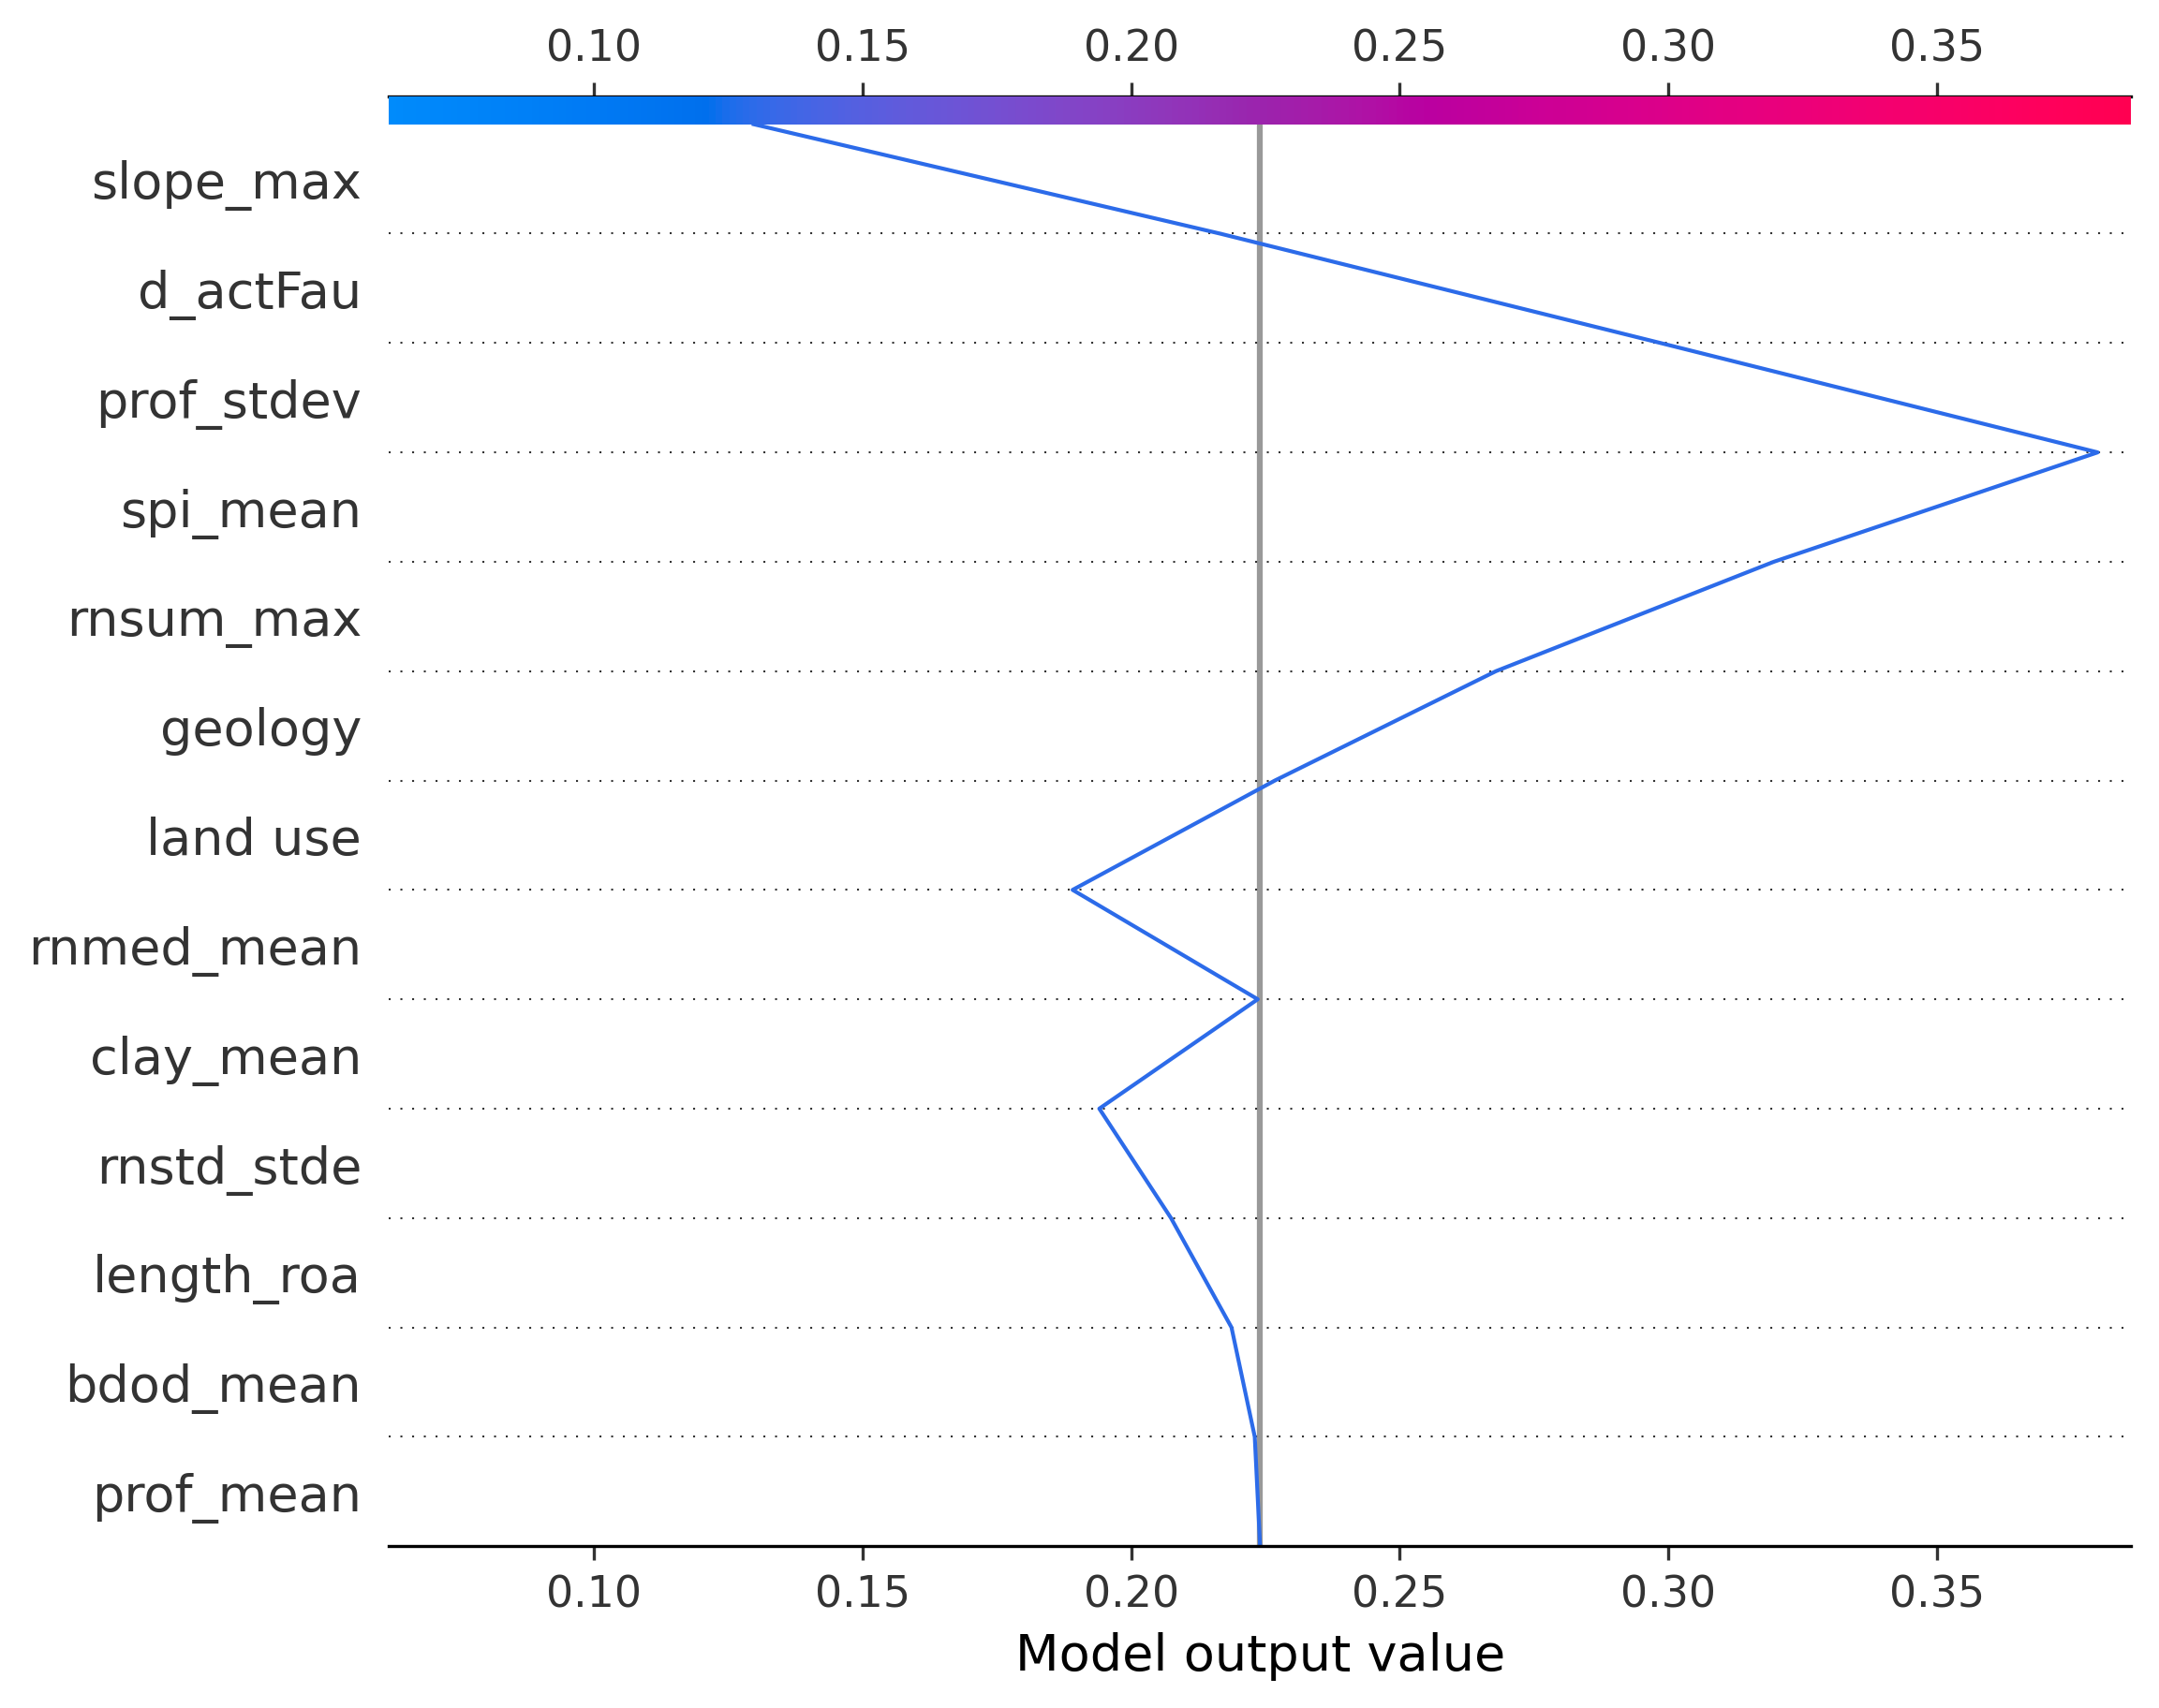 0.10 0.15 0.20 0.25 0.30 0.35
slope_max
d_actFau
prof_stdev
spi_mean
rnsum_max
geology
land use
rnmed_mean
clay_mean
rnstd_stde
length_roa
bdod_mean
prof_mean
0.10 0.15 0.20 0.25 0.30 0.35
Model output value